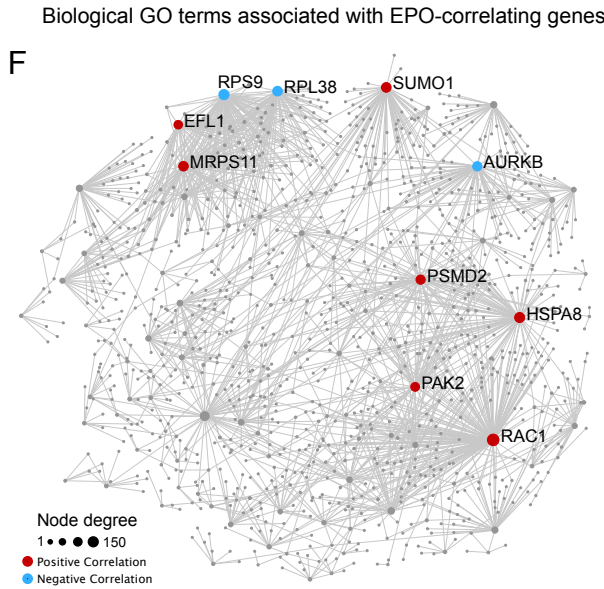 Biological GO terms associated with EPO-correlating genes
F
RPS9
RPL38
SUMO1
EFL1
MRPS11
AURKB
PSMD2
HSPA8
PAK2
RAC1
Node degree
1 150
Positive Correlation
Negative Correlation